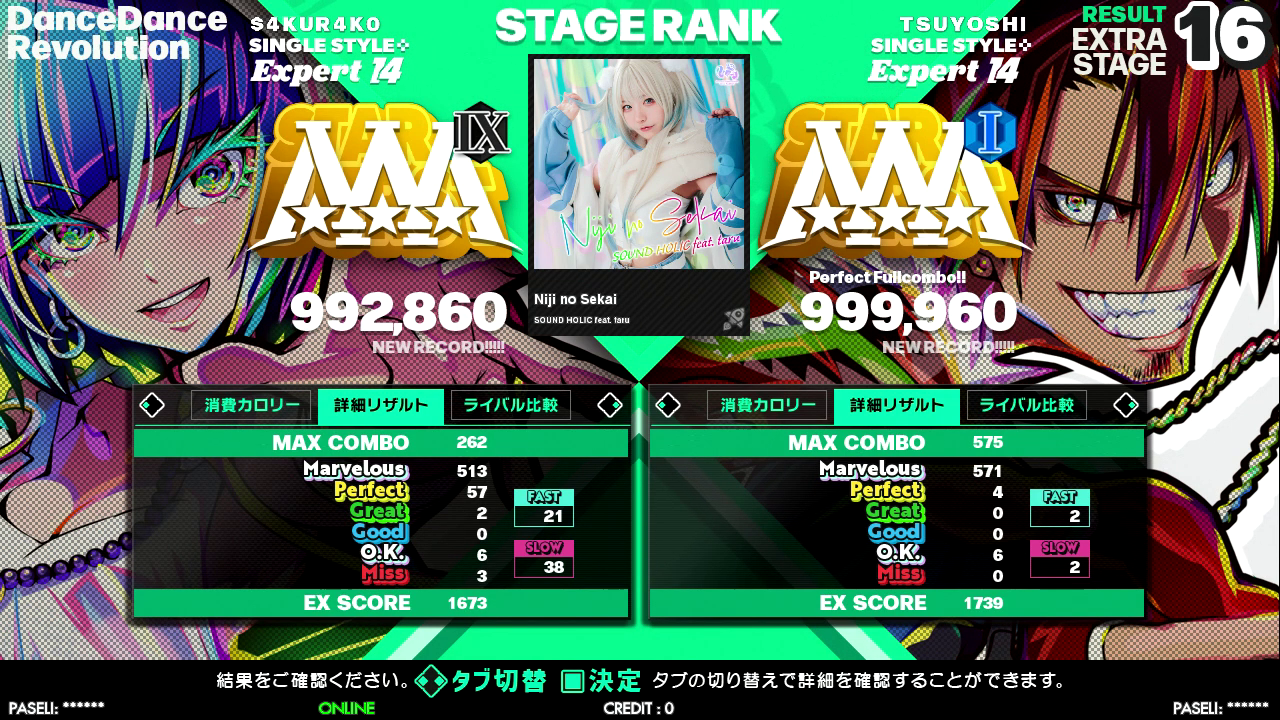 DanceDance
Revolution
S4KUR4K0
SINGLE STYLE
Expert 14
STAGE RANK
TSUYOSHI
SINGLE STYLE
Expert 14
RESULT
EXTRA
STAGE
16
AAA
IX
AAA
I
Niji no Sekai
SOUND HOLIC feat. taru
Niji no Sekai
SOUND HOLIC feat. taru
992,860
NEW RECORD!!!!!
Perfect Fullcombo!!
999,960
NEW RECORD!!!!!
消費カロリー
詳細リザルト
ライバル比較
MAX COMBO 262
Marvelous 513
Perfect 57
Great 2
Good 0
O.K. 6
Miss 3
FAST
21
SLOW
38
EX SCORE 1673
消費カロリー
詳細リザルト
ライバル比較
MAX COMBO 575
Marvelous 571
Perfect 4
Great 0
Good 0
O.K. 6
Miss 0
FAST
2
SLOW
2
EX SCORE 1739
結果をご確認ください。 タブ切替 決定 タブの切り替えで詳細を確認することができます。
PASELI: ******
ONLINE
CREDIT : 0
PASELI: ******